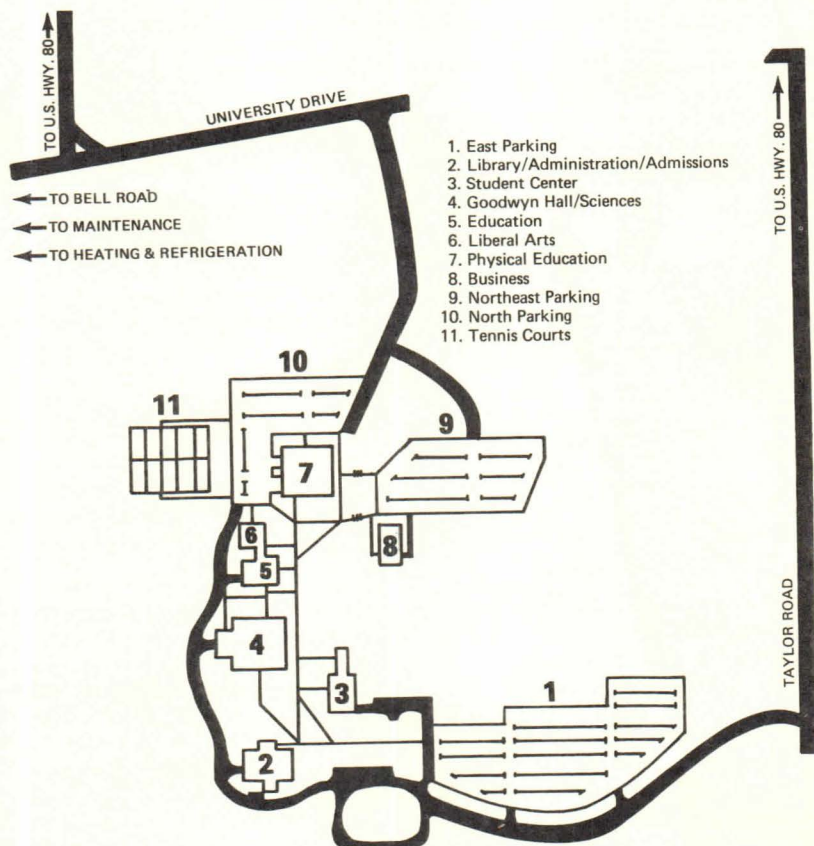 TO U.S. HWY. 80
UNIVERSITY DRIVE
TO U.S. HWY. 80
TO BELL ROAD
TO MAINTENANCE
TO HEATING & REFRIGERATION
1. East Parking
2. Library/Administration/Admissions
3. Student Center
4. Goodwyn Hall/Sciences
5. Education
6. Liberal Arts
7. Physical Education
8. Business
9. Northeast Parking
10. North Parking
11. Tennis Courts
10
11
9
7
6
8
5
4
3
1
2
TAYLOR ROAD